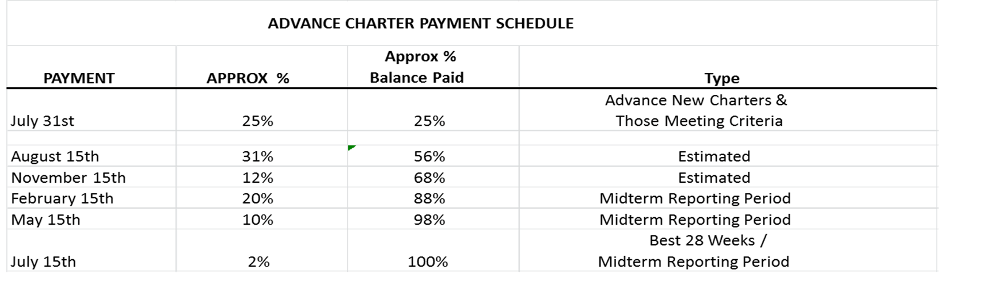 ADVANCE CHARTER PAYMENT SCHEDULE
PAYMENT APPROX % Approx % Balance Paid Type
July 31st 25% 25% Advance New Charters & Those Meeting Criteria
August 15th 31% 56% Estimated
November 15th 12% 68% Estimated
February 15th 20% 88% Midterm Reporting Period
May 15th 10% 98% Midterm Reporting Period
July 15th 2% 100% Best 28 Weeks / Midterm Reporting Period